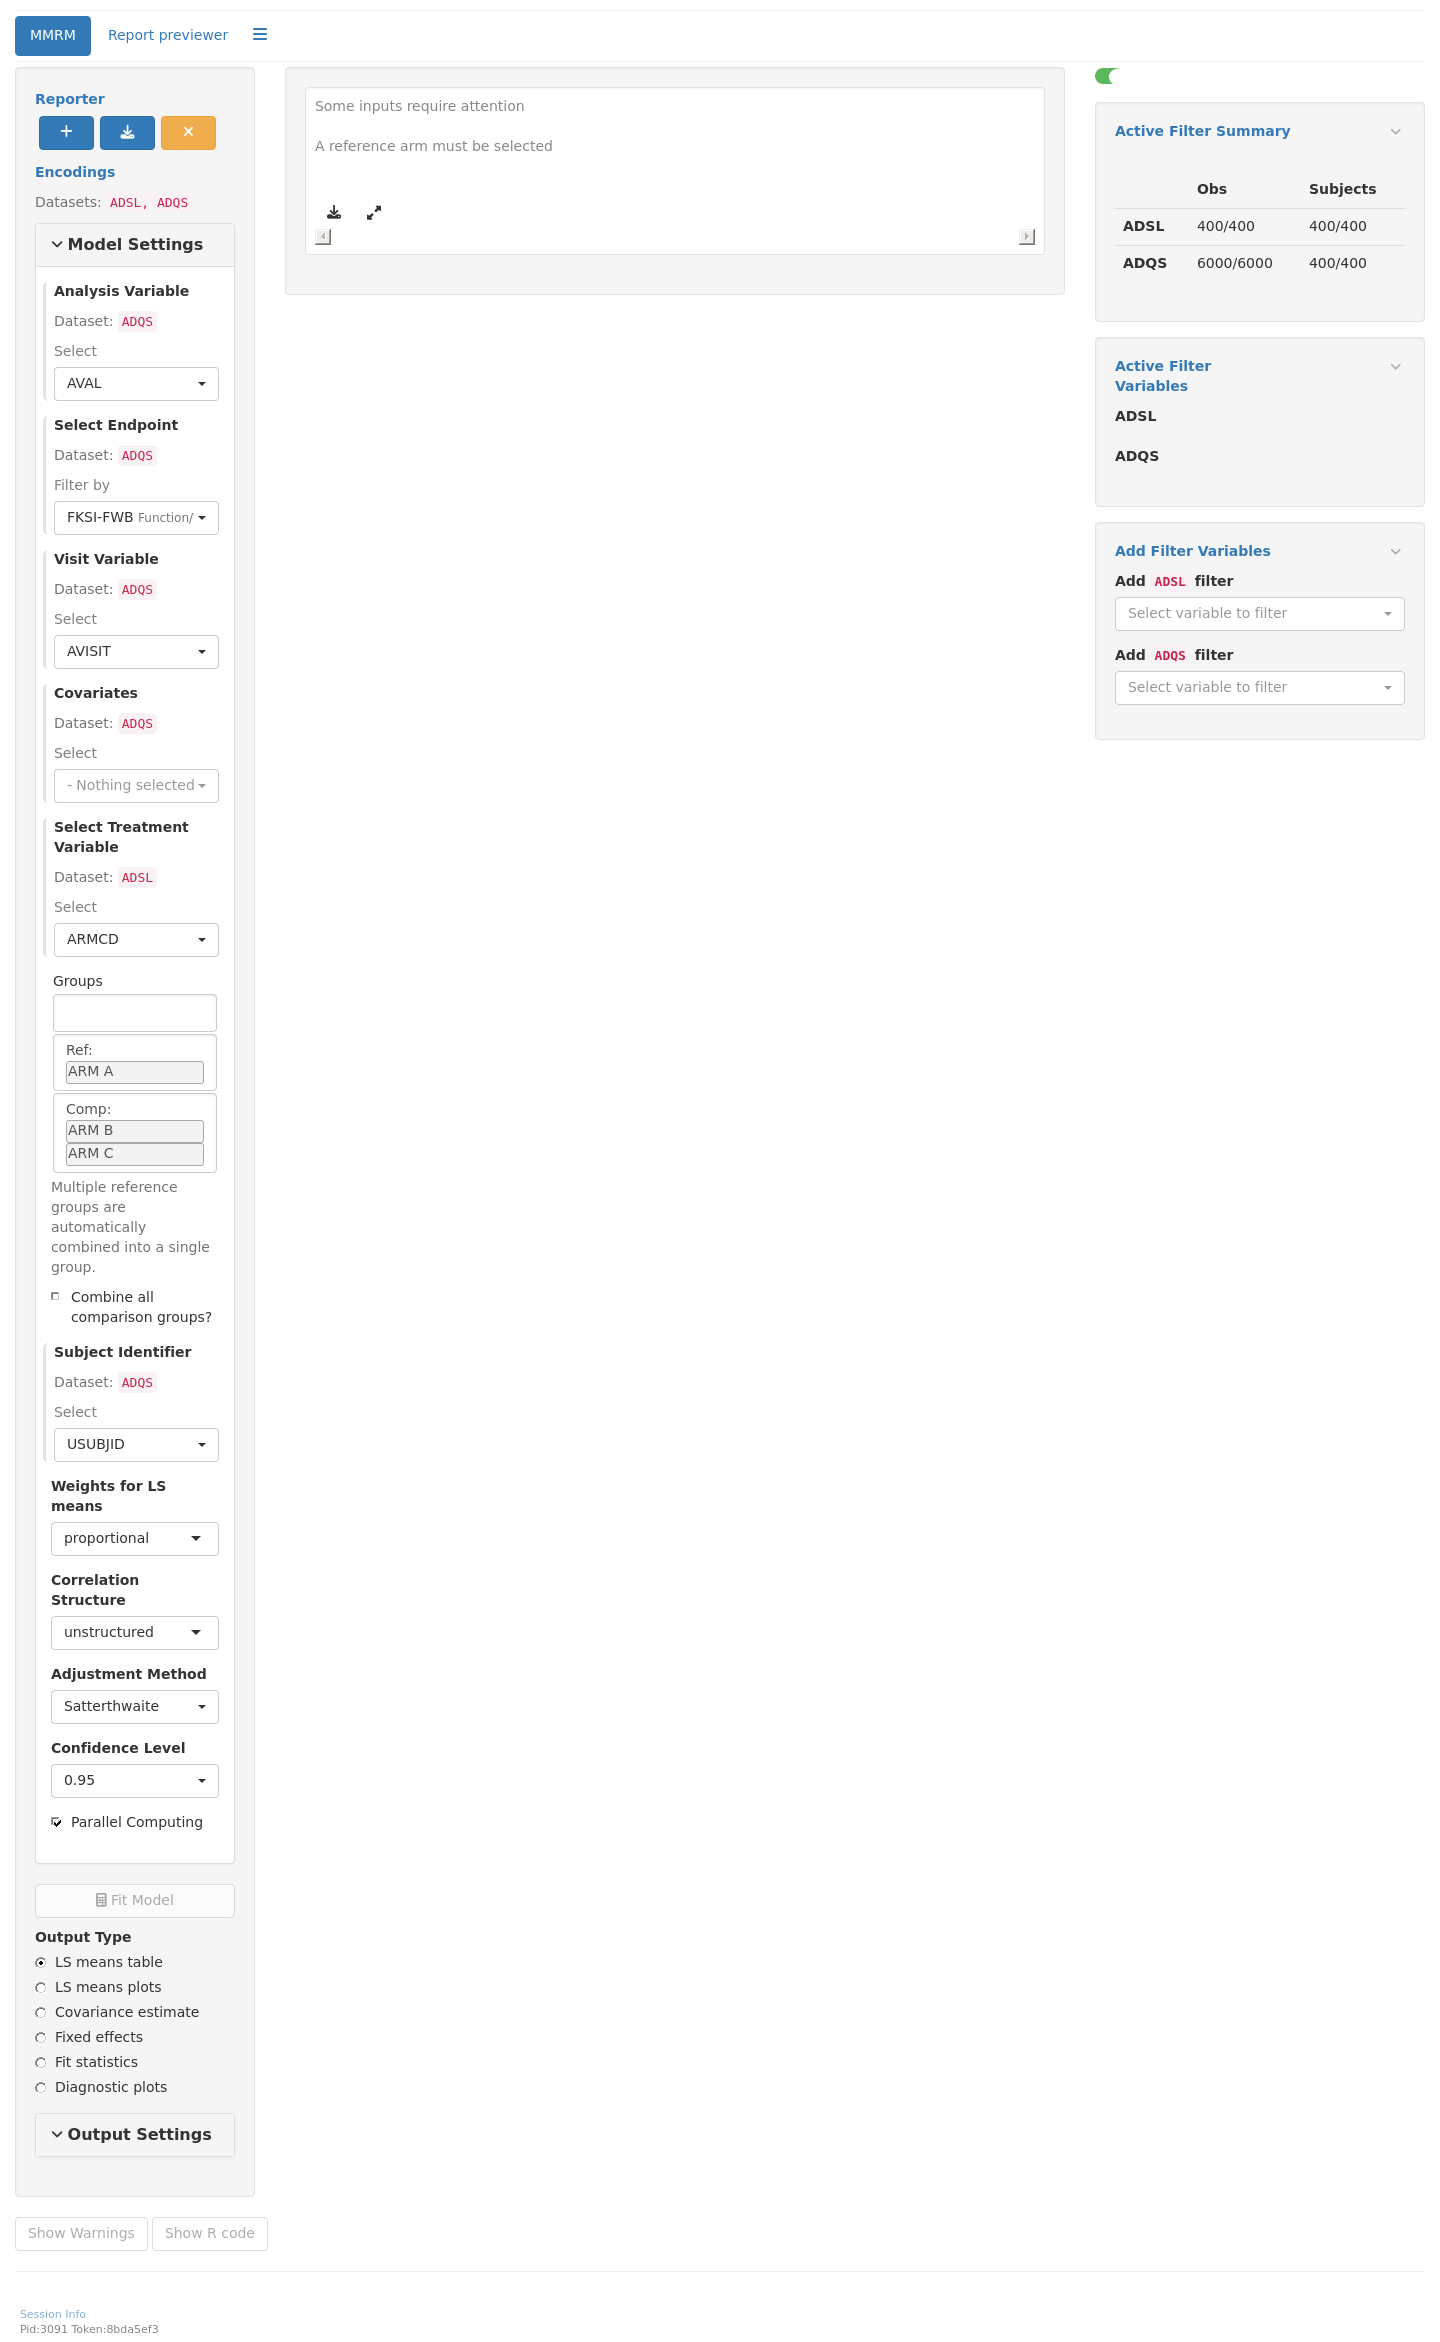 MMRM Report previewer
Reporter
Encodings
Datasets: ADSL, ADQS
Model Settings
Analysis Variable
Dataset: ADQS
Select
AVAL
Select Endpoint
Dataset: ADQS
Filter by
FKSI-FWB Function/
Visit Variable
Dataset: ADQS
Select
AVISIT
Covariates
Dataset: ADQS
Select
- Nothing selected
Select Treatment
Variable
Dataset: ADSL
Select
ARMCD
Groups
Ref:
ARM A
Comp:
ARM B
ARM C
Multiple reference
groups are
automatically
combined into a single
group.
Combine all
comparison groups?
Subject Identifier
Dataset: ADQS
Select
USUBJID
Weights for LS
means
proportional
Correlation
Structure
unstructured
Adjustment Method
Satterthwaite
Confidence Level
0.95
Parallel Computing
Fit Model
Output Type
LS means table
LS means plots
Covariance estimate
Fixed effects
Fit statistics
Diagnostic plots
Output Settings
Some inputs require attention
A reference arm must be selected
Active Filter Summary
Obs Subjects
ADSL 400/400 400/400
ADQS 6000/6000 400/400
Active Filter
Variables
ADSL
ADQS
Add Filter Variables
Add ADSL filter
Select variable to filter
Add ADQS filter
Select variable to filter
Show Warnings Show R code
Session Info
Pid:3091 Token:8bda5ef3